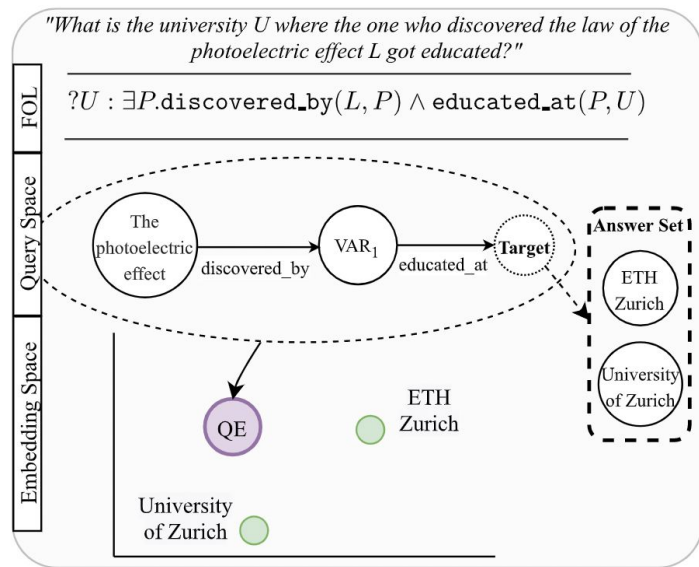 "What is the university U where the one who discovered the law of the
photoelectric effect L got educated?"
FOL
?U : ∃P.discovered_by(L, P) ∧ educated_at(P, U)
Query Space
The
photoelectric
effect
discovered_by
VAR₁
educated_at
Target
Answer Set
ETH
Zurich
University
of Zurich
Embedding Space
QE
ETH
Zurich
University
of Zurich